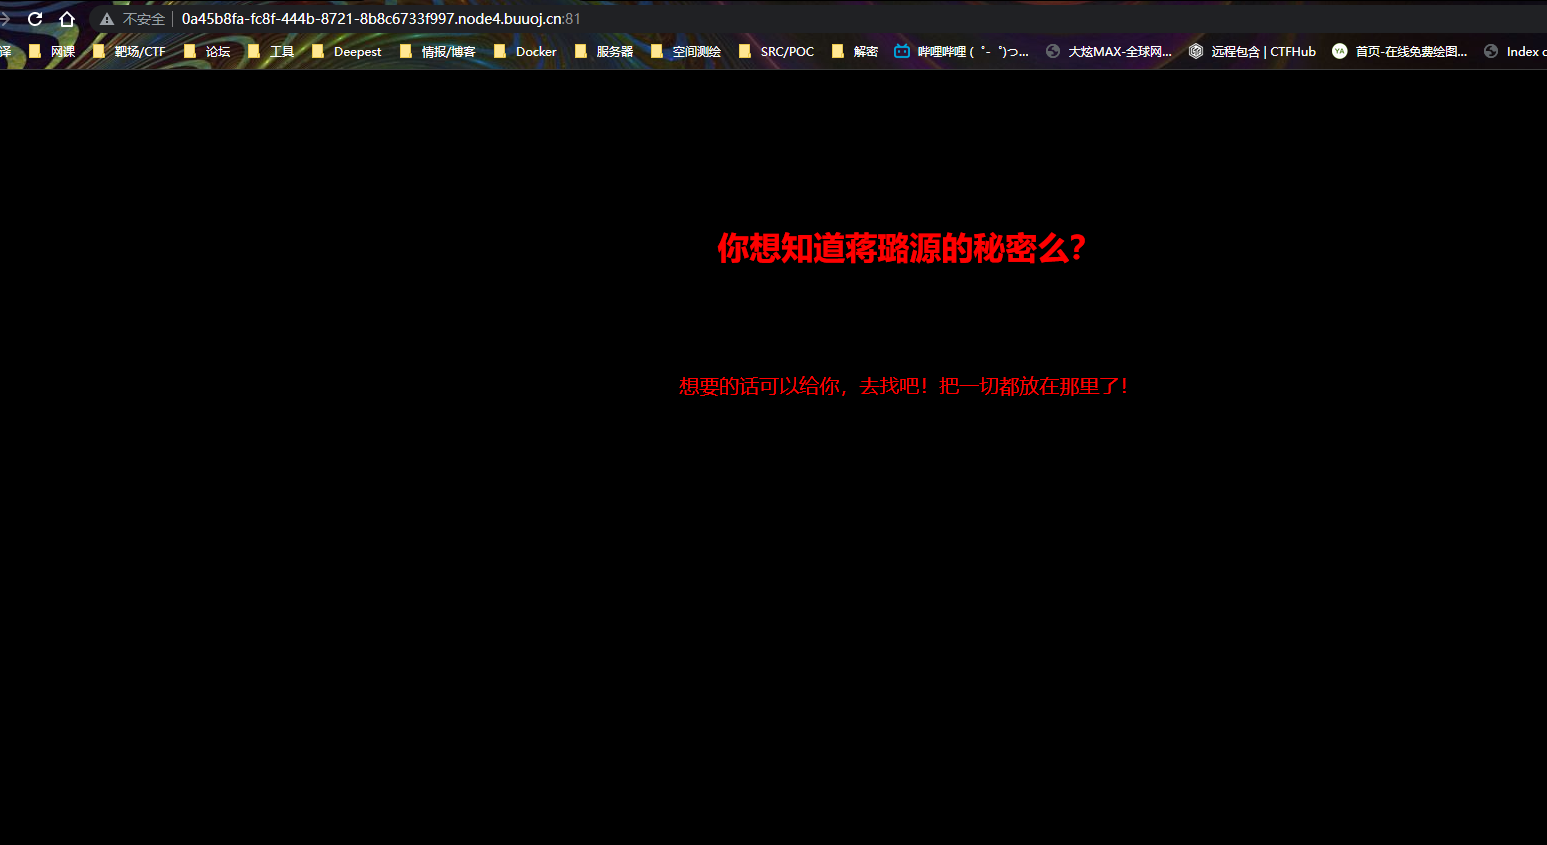 不安全 0a45b8fa-fc8f-444b-8721-8b8c6733f997.node4.buuoj.cn:81
译 网课 靶场/CTF 论坛 工具 Deepest 情报/博客 Docker 服务器 空间测绘 SRC/POC 解密 哔哩哔哩 ( ゜- ゜)つ... 大炫MAX-全球网... 远程包含 | CTFHub YA 首页-在线免费绘图... Index o
你想知道蒋璐源的秘密么？
想要的话可以给你，去找吧！把一切都放在那里了！